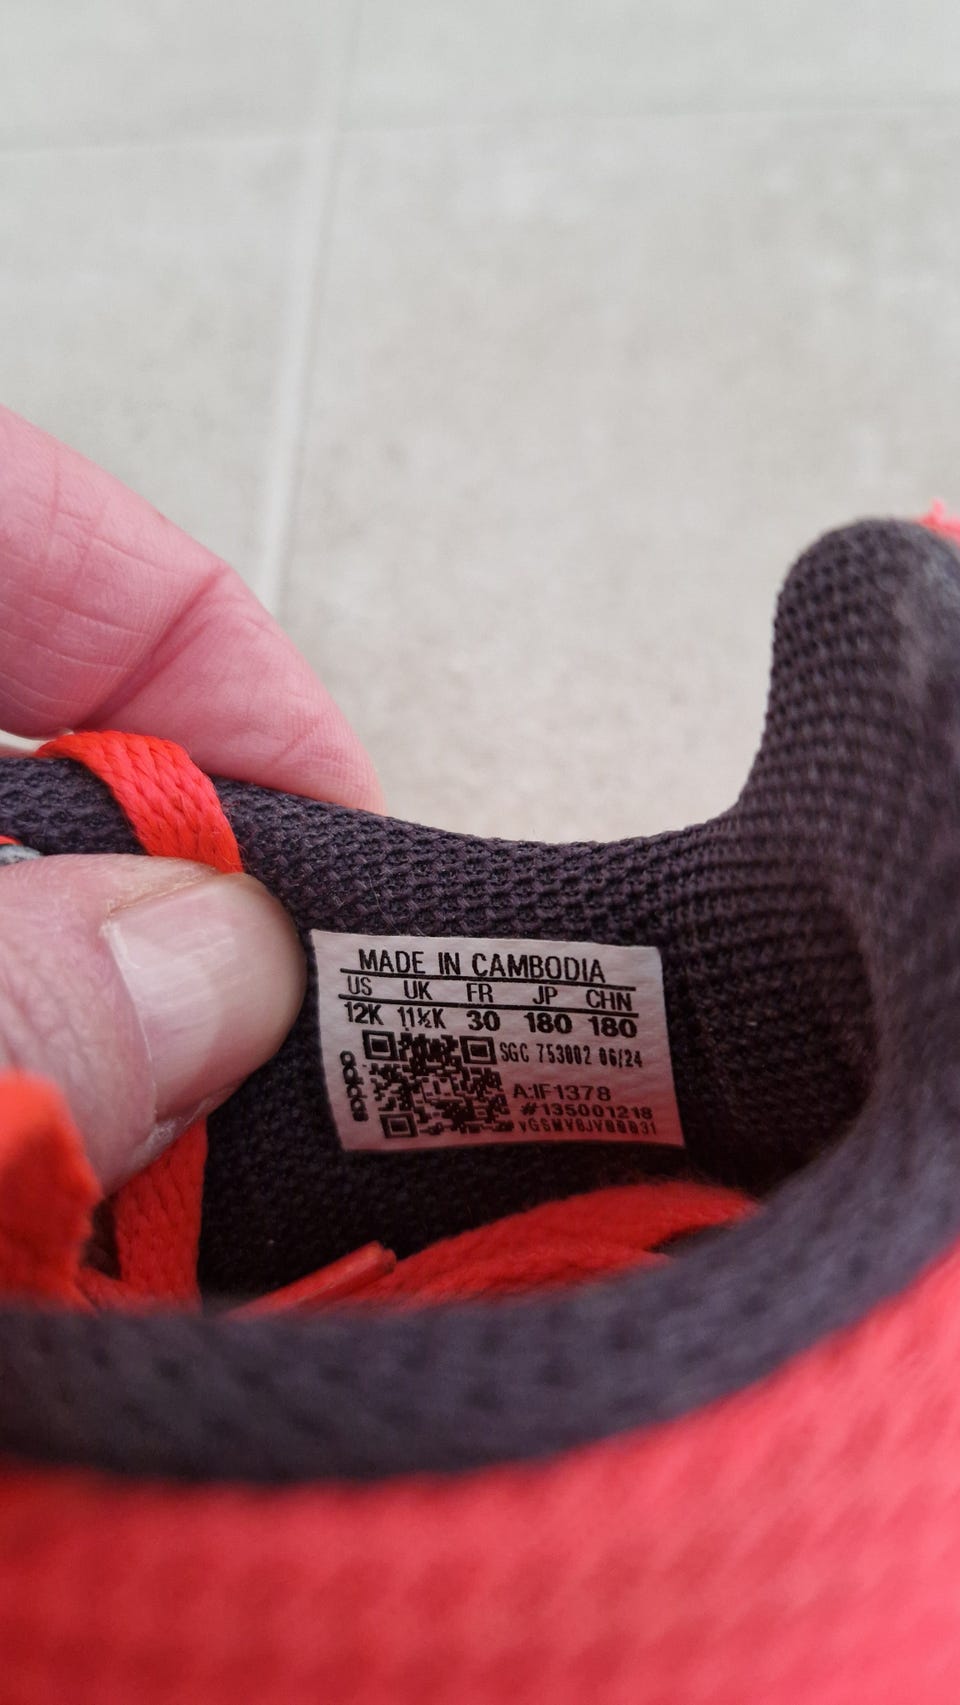 MADE IN CAMBODIA
US UK FR JP CHN
12K 11½K 30 180 180
SGC 753002 06/24
adidas
A:IF1378
#135001218